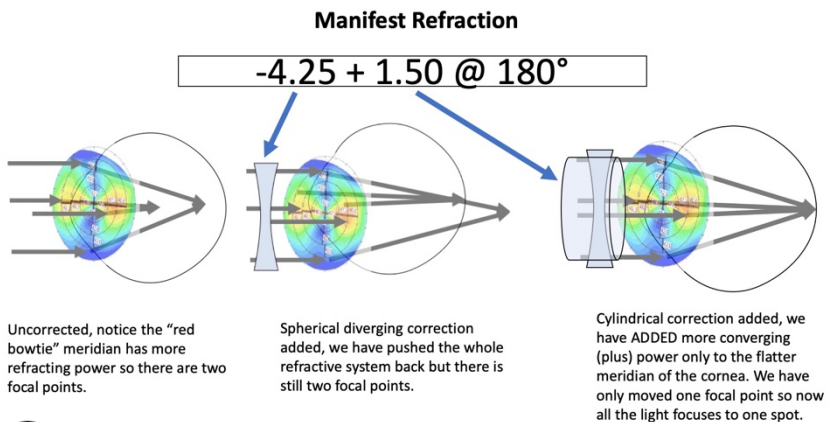 Manifest Refraction
-4.25 + 1.50 @ 180°
Uncorrected, notice the “red
bowtie” meridian has more
refracting power so there are two
focal points.
Spherical diverging correction
added, we have pushed the whole
refractive system back but there is
still two focal points.
Cylindrical correction added, we
have ADDED more converging
(plus) power only to the flatter
meridian of the cornea. We have
only moved one focal point so now
all the light focuses to one spot.